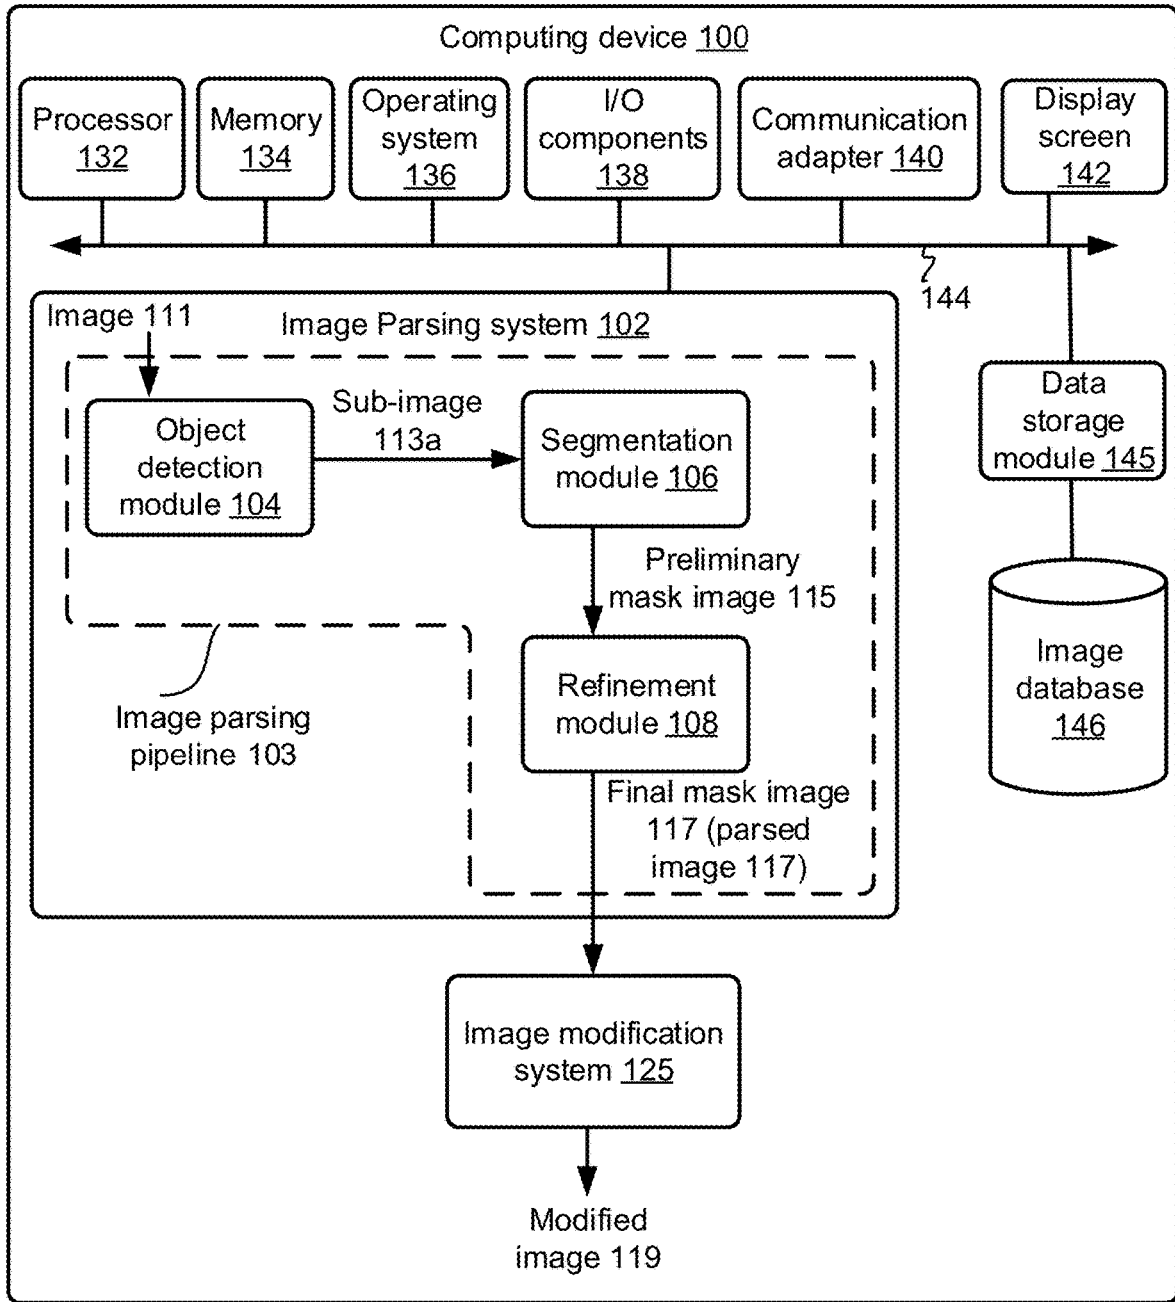 Computing device 100
Processor
132
Memory
134
Operating
system
136
I/O
components
138
Communication
adapter 140
Display
screen
142
144
Image 111
Image Parsing system 102
Object
detection
module 104
Sub-image
113a
Segmentation
module 106
Data
storage
module 145
Preliminary
mask image 115
Refinement
module 108
Image
database
146
Image parsing
pipeline 103
Final mask image
117 (parsed
image 117)
Image modification
system 125
Modified
image 119